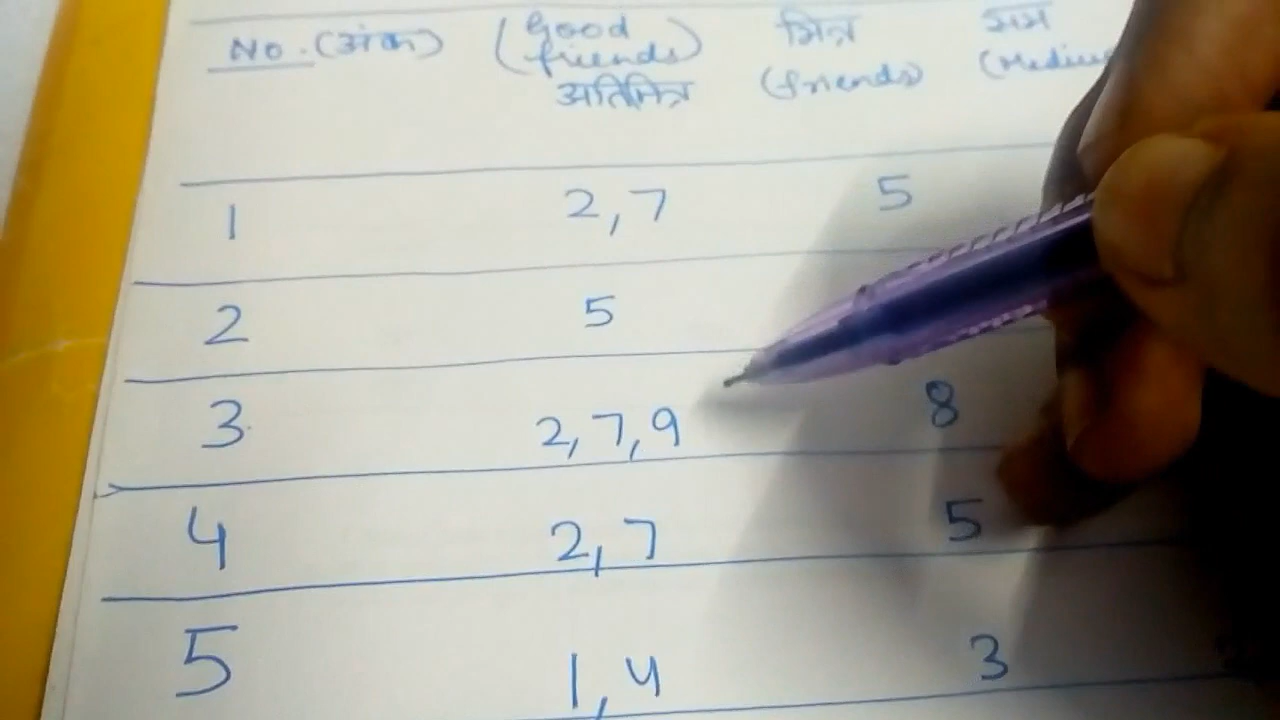 No. (अंक) (Good friends) अतिमित्र मित्र (friends) सम
1 2,7 5
2 5
3 2,7,9 8
4 2,7 5
5 1,4 3